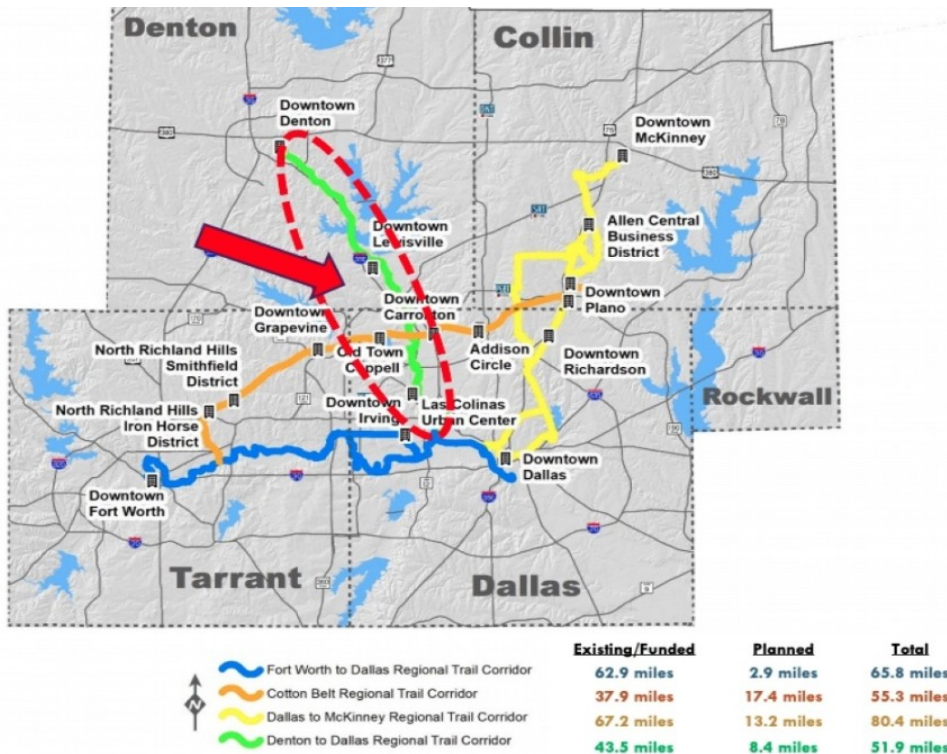 Denton
Collin
Downtown
Denton
Downtown
McKinney
Downtown
Lewisville
Allen Central
Business
District
Downtown
Carrollton
Downtown
Plano
Downtown
Grapevine
Old Town
Coppell
Addison
Circle
Downtown
Richardson
North Richland Hills
Smithfield
District
North Richland Hills
Iron Horse
District
Downtown
Irving
Las Colinas
Urban Center
Rockwall
Downtown
Fort Worth
Downtown
Dallas
Tarrant
Dallas
377
380
78
380
N
Existing/Funded Planned Total
Fort Worth to Dallas Regional Trail Corridor 62.9 miles 2.9 miles 65.8 miles
Cotton Belt Regional Trail Corridor 37.9 miles 17.4 miles 55.3 miles
Dallas to McKinney Regional Trail Corridor 67.2 miles 13.2 miles 80.4 miles
Denton to Dallas Regional Trail Corridor 43.5 miles 8.4 miles 51.9 miles